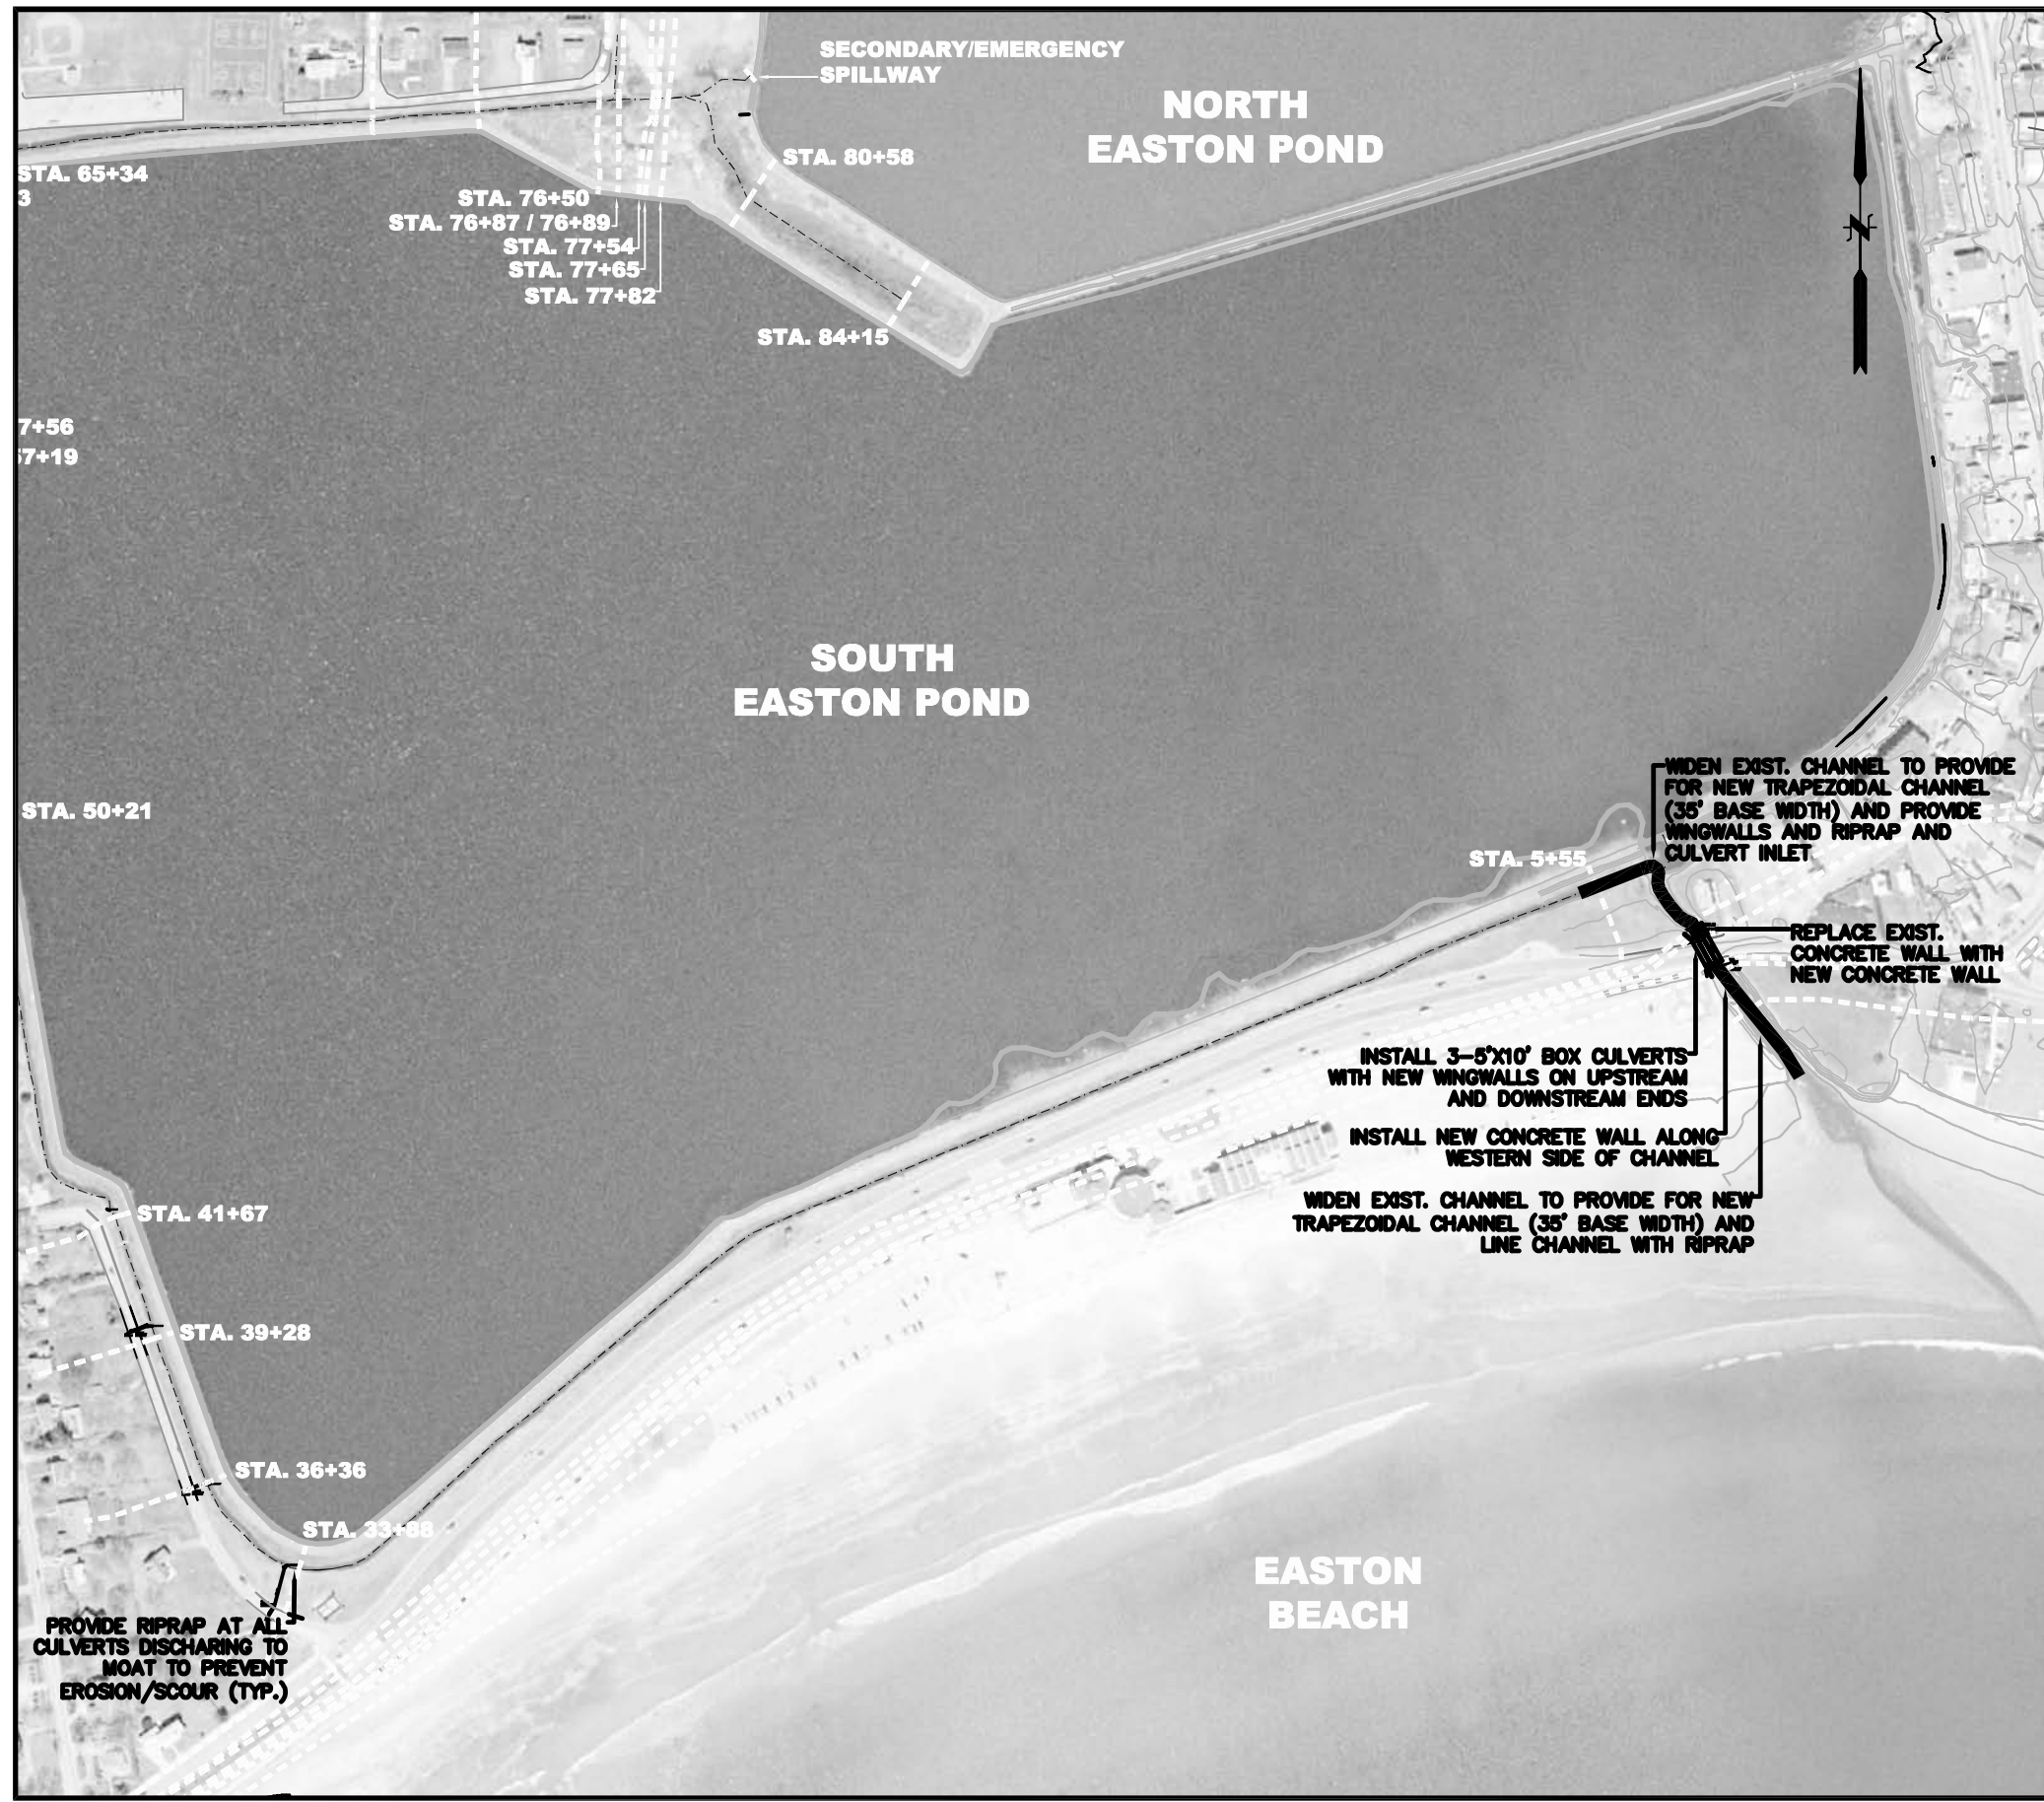 SECONDARY/EMERGENCY
SPILLWAY
NORTH
EASTON POND
STA. 80+58
STA. 65+34
3
STA. 76+50
STA. 76+87 / 76+89
STA. 77+54
STA. 77+65
STA. 77+82
STA. 84+15
N
7+56
57+19
SOUTH
EASTON POND
STA. 50+21
WIDEN EXIST. CHANNEL TO PROVIDE
FOR NEW TRAPEZOIDAL CHANNEL
(35' BASE WIDTH) AND PROVIDE
WINGWALLS AND RIPRAP AND
CULVERT INLET
STA. 5+55
REPLACE EXIST.
CONCRETE WALL WITH
NEW CONCRETE WALL
INSTALL 3-5'X10' BOX CULVERTS
WITH NEW WINGWALLS ON UPSTREAM
AND DOWNSTREAM ENDS
INSTALL NEW CONCRETE WALL ALONG
WESTERN SIDE OF CHANNEL
WIDEN EXIST. CHANNEL TO PROVIDE FOR NEW
TRAPEZOIDAL CHANNEL (35' BASE WIDTH) AND
LINE CHANNEL WITH RIPRAP
STA. 41+67
STA. 39+28
STA. 36+36
STA. 33+88
EASTON
BEACH
PROVIDE RIPRAP AT ALL
CULVERTS DISCHARING TO
MOAT TO PREVENT
EROSION/SCOUR (TYP.)